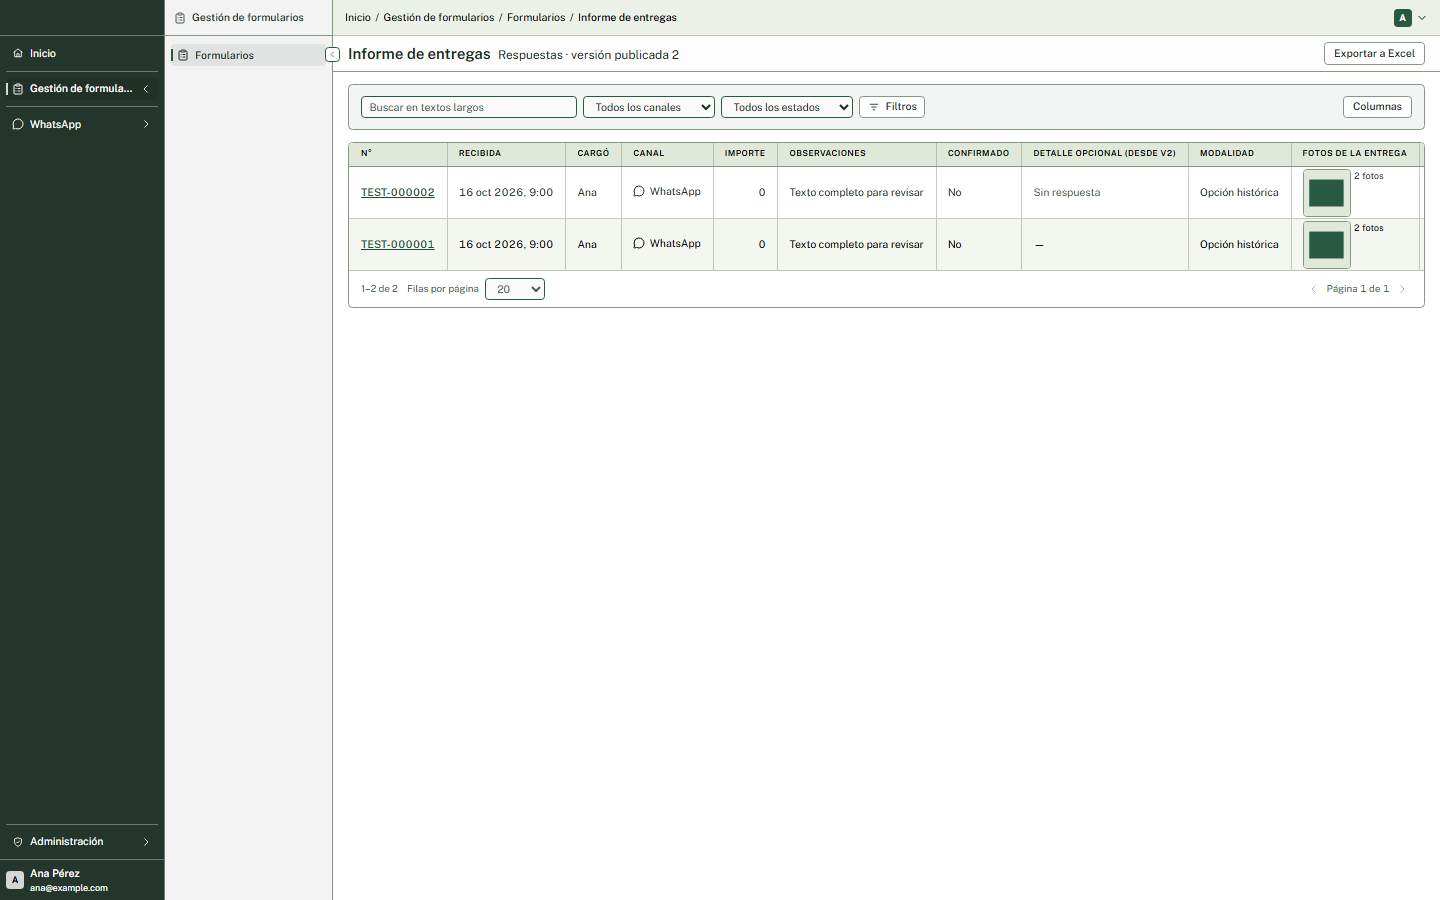 Gestión de formularios
Inicio / Gestión de formularios / Formularios / Informe de entregas
A
Inicio
Gestión de formula...
WhatsApp
Formularios
Informe de entregas Respuestas · versión publicada 2
Exportar a Excel
Buscar en textos largos
Todos los canales
Todos los estados
Filtros
Columnas
N° RECIBIDA CARGÓ CANAL IMPORTE OBSERVACIONES CONFIRMADO DETALLE OPCIONAL (DESDE V2) MODALIDAD FOTOS DE LA ENTREGA
TEST-000002 16 oct 2026, 9:00 Ana WhatsApp 0 Texto completo para revisar No Sin respuesta Opción histórica 2 fotos
TEST-000001 16 oct 2026, 9:00 Ana WhatsApp 0 Texto completo para revisar No — Opción histórica 2 fotos
1–2 de 2 Filas por página 20 Página 1 de 1
Administración
A
Ana Pérez
ana@example.com